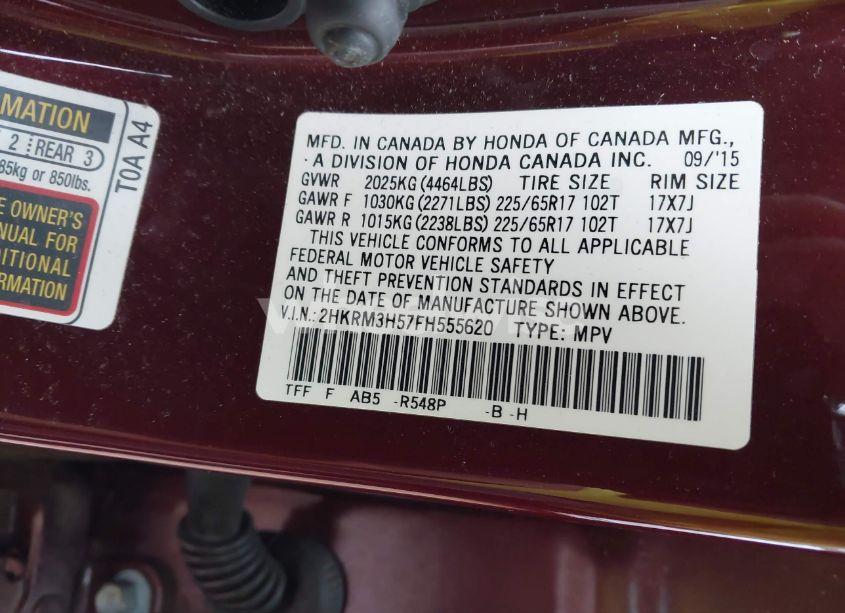 MATION
2 REAR 3
85kg or 850lbs.
E OWNER'S
NUAL FOR
DITIONAL
ORMATION
T0A A4
MFD. IN CANADA BY HONDA OF CANADA MFG.,
A DIVISION OF HONDA CANADA INC. 09/'15
GVWR 2025KG (4464LBS) TIRE SIZE RIM SIZE
GAWR F 1030KG (2271LBS) 225/65R17 102T 17X7J
GAWR R 1015KG (2238LBS) 225/65R17 102T 17X7J
THIS VEHICLE CONFORMS TO ALL APPLICABLE
FEDERAL MOTOR VEHICLE SAFETY
AND THEFT PREVENTION STANDARDS IN EFFECT
ON THE DATE OF MANUFACTURE SHOWN ABOVE.
V.I.N.: 2HKRM3H57FH555620 TYPE: MPV
TFF F AB5 -R548P -B -H